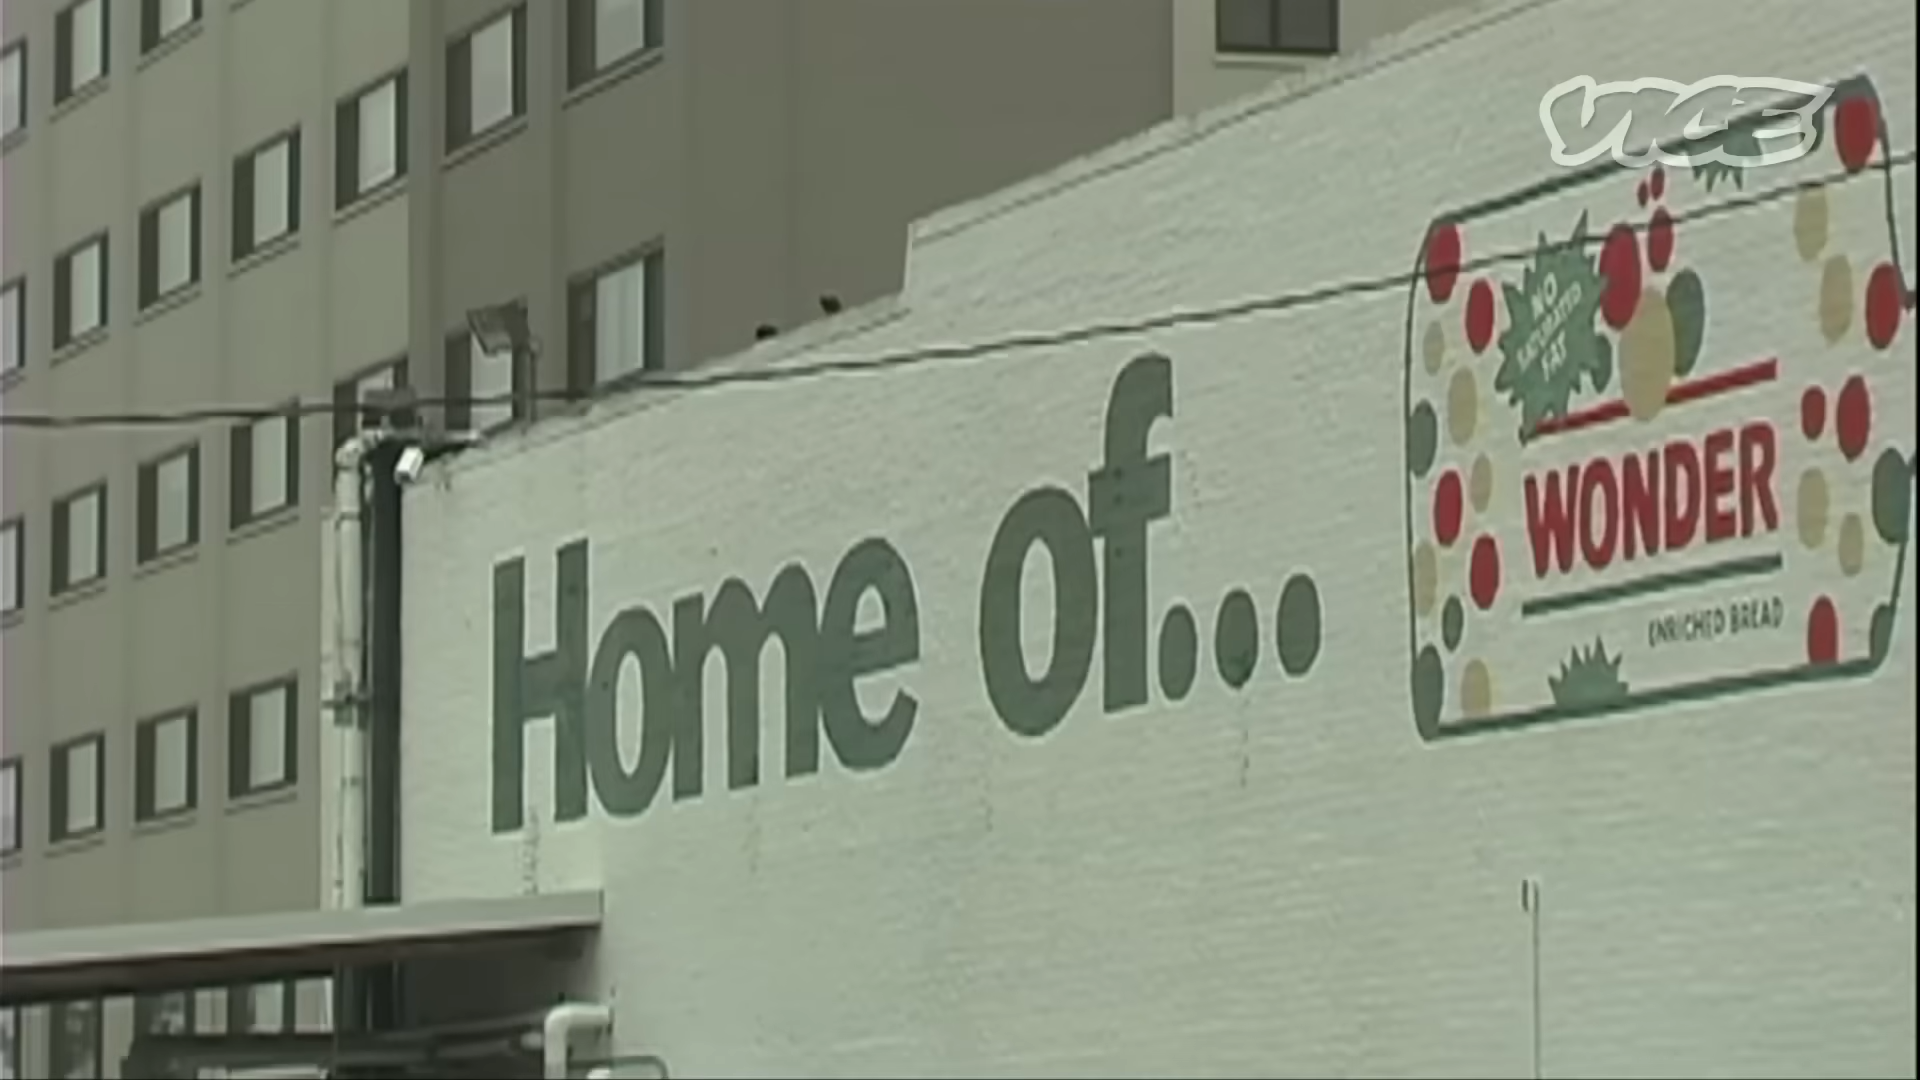 VICE
Home Of...
NO
SATURATED
FAT
WONDER
ENRICHED BREAD